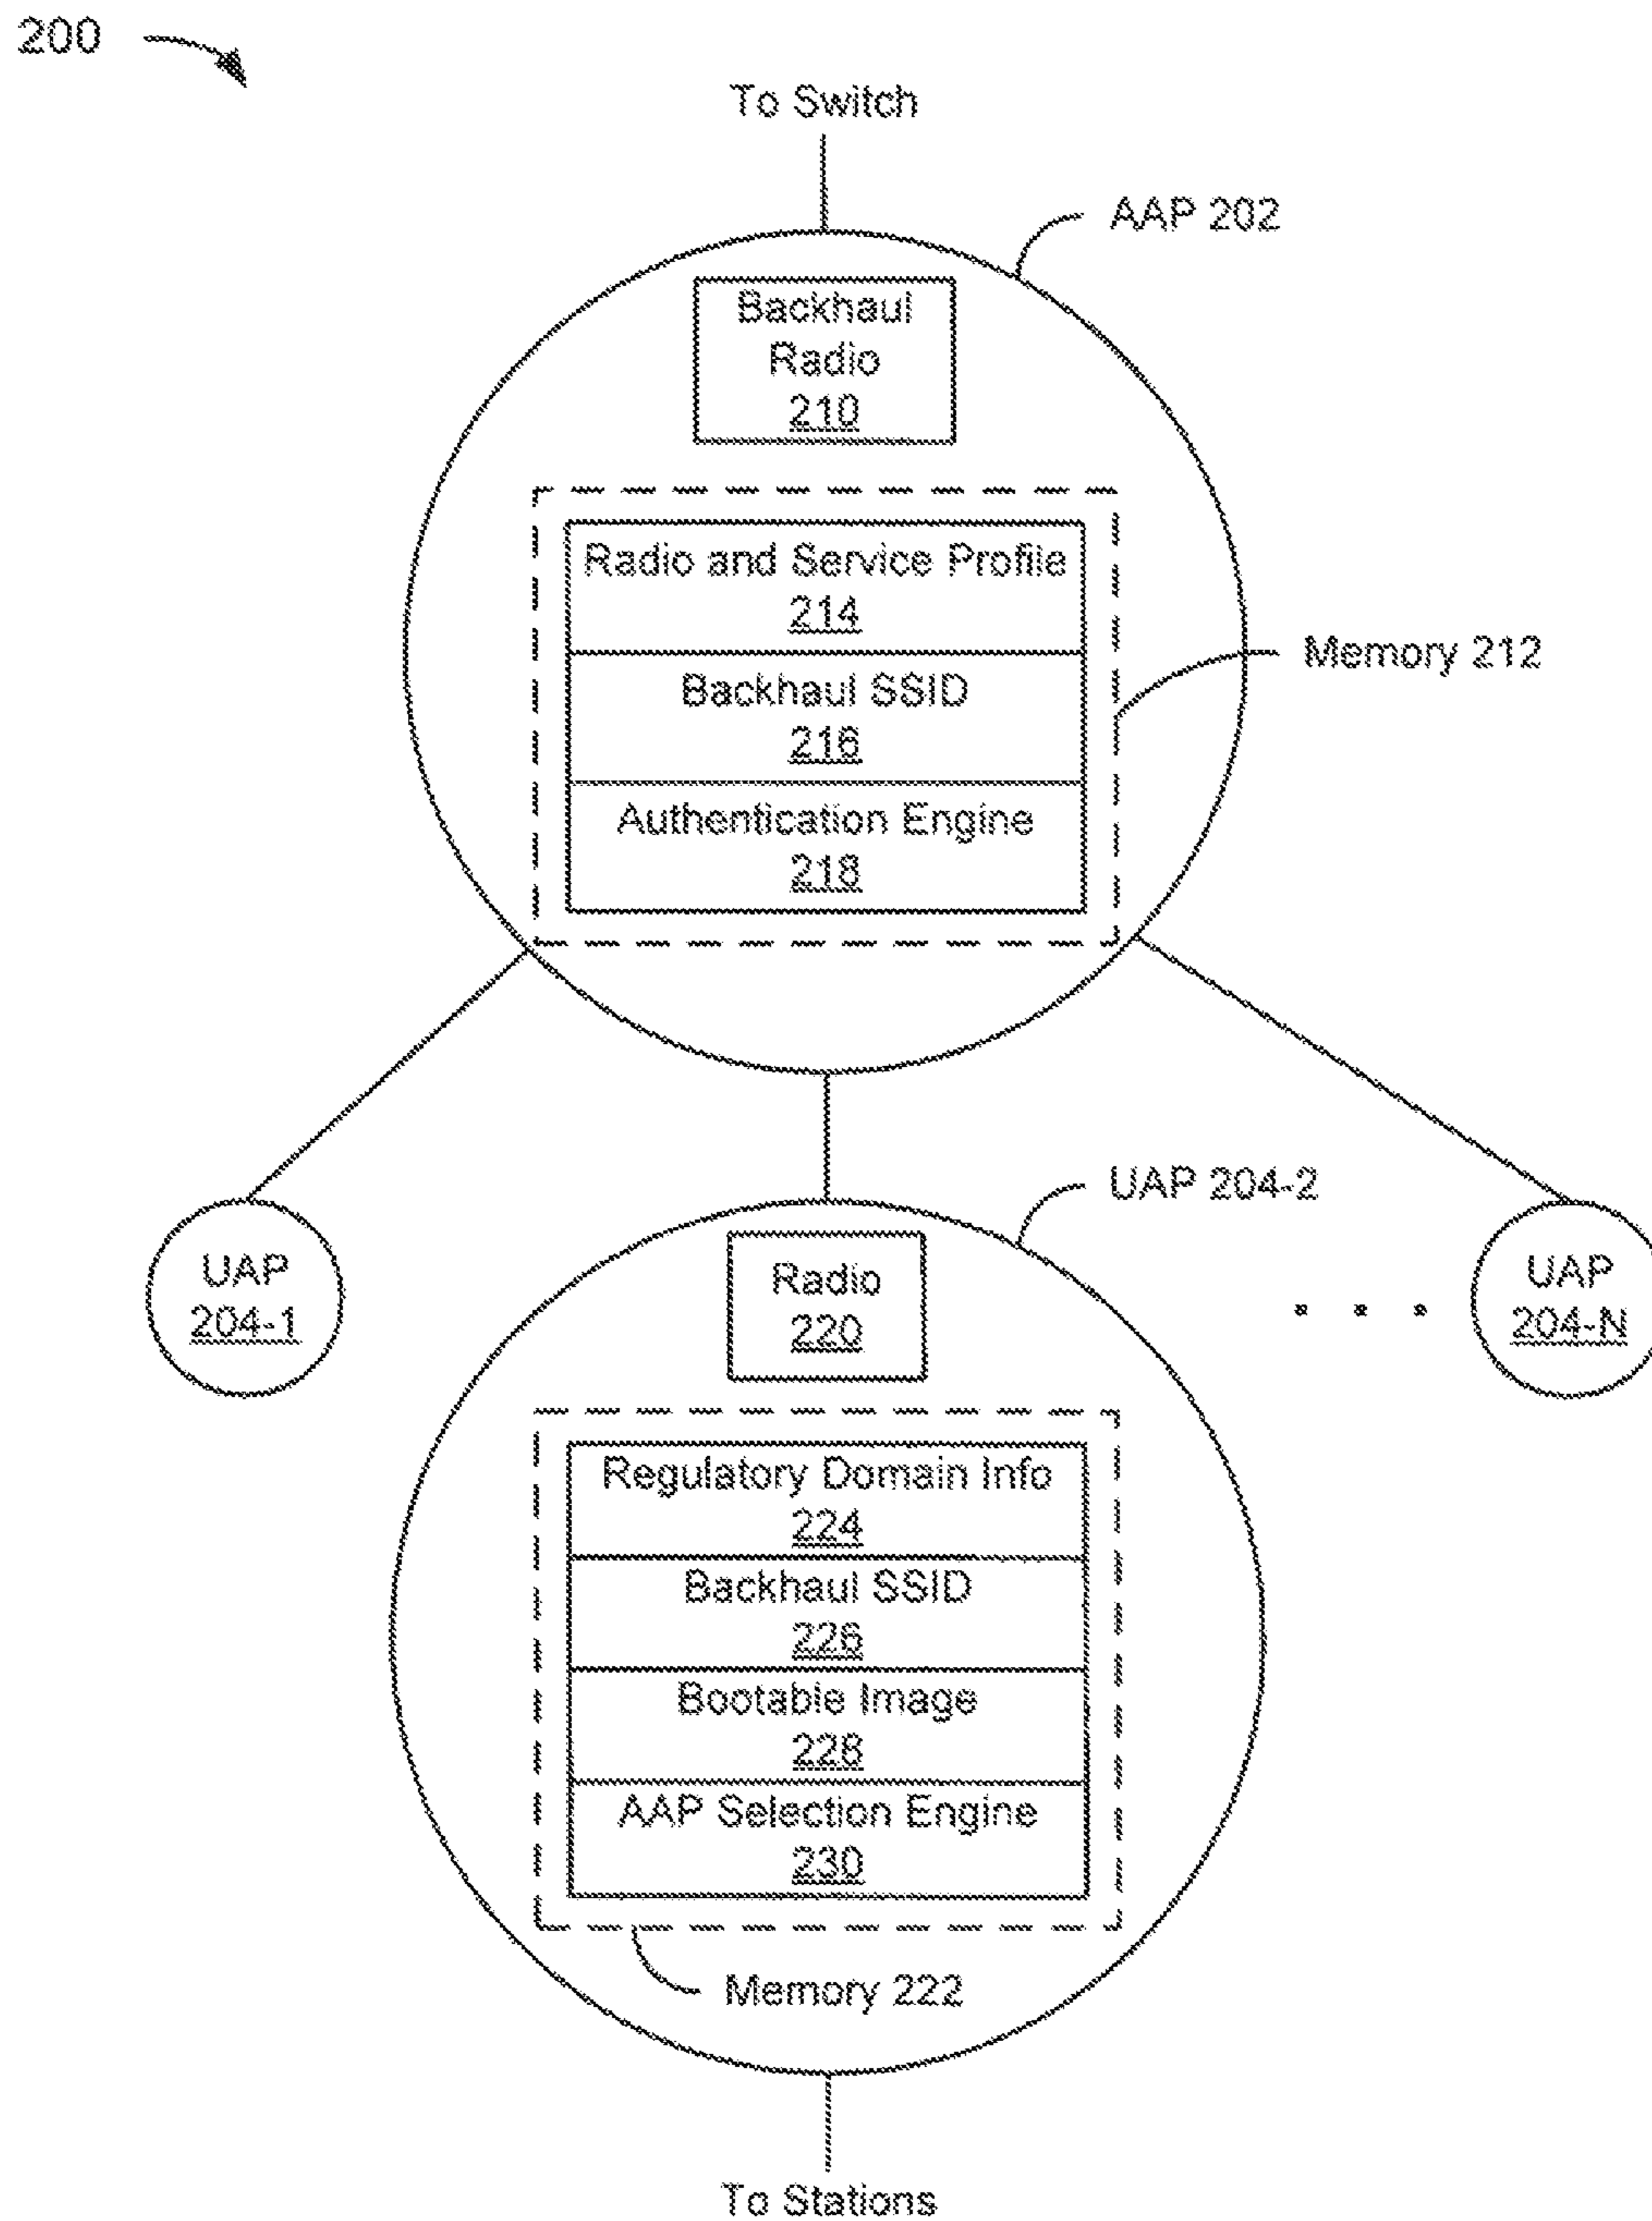 200
To Switch
AAP 202
Backhaul
Radio
210
Radio and Service Profile
214
Memory 212
Backhaul SSID
216
Authentication Engine
218
UAP 204-2
UAP
204-1
Radio
220
UAP
204-N
Regulatory Domain Info
224
Backhaul SSID
226
Bootable Image
228
AAP Selection Engine
230
Memory 222
To Stations